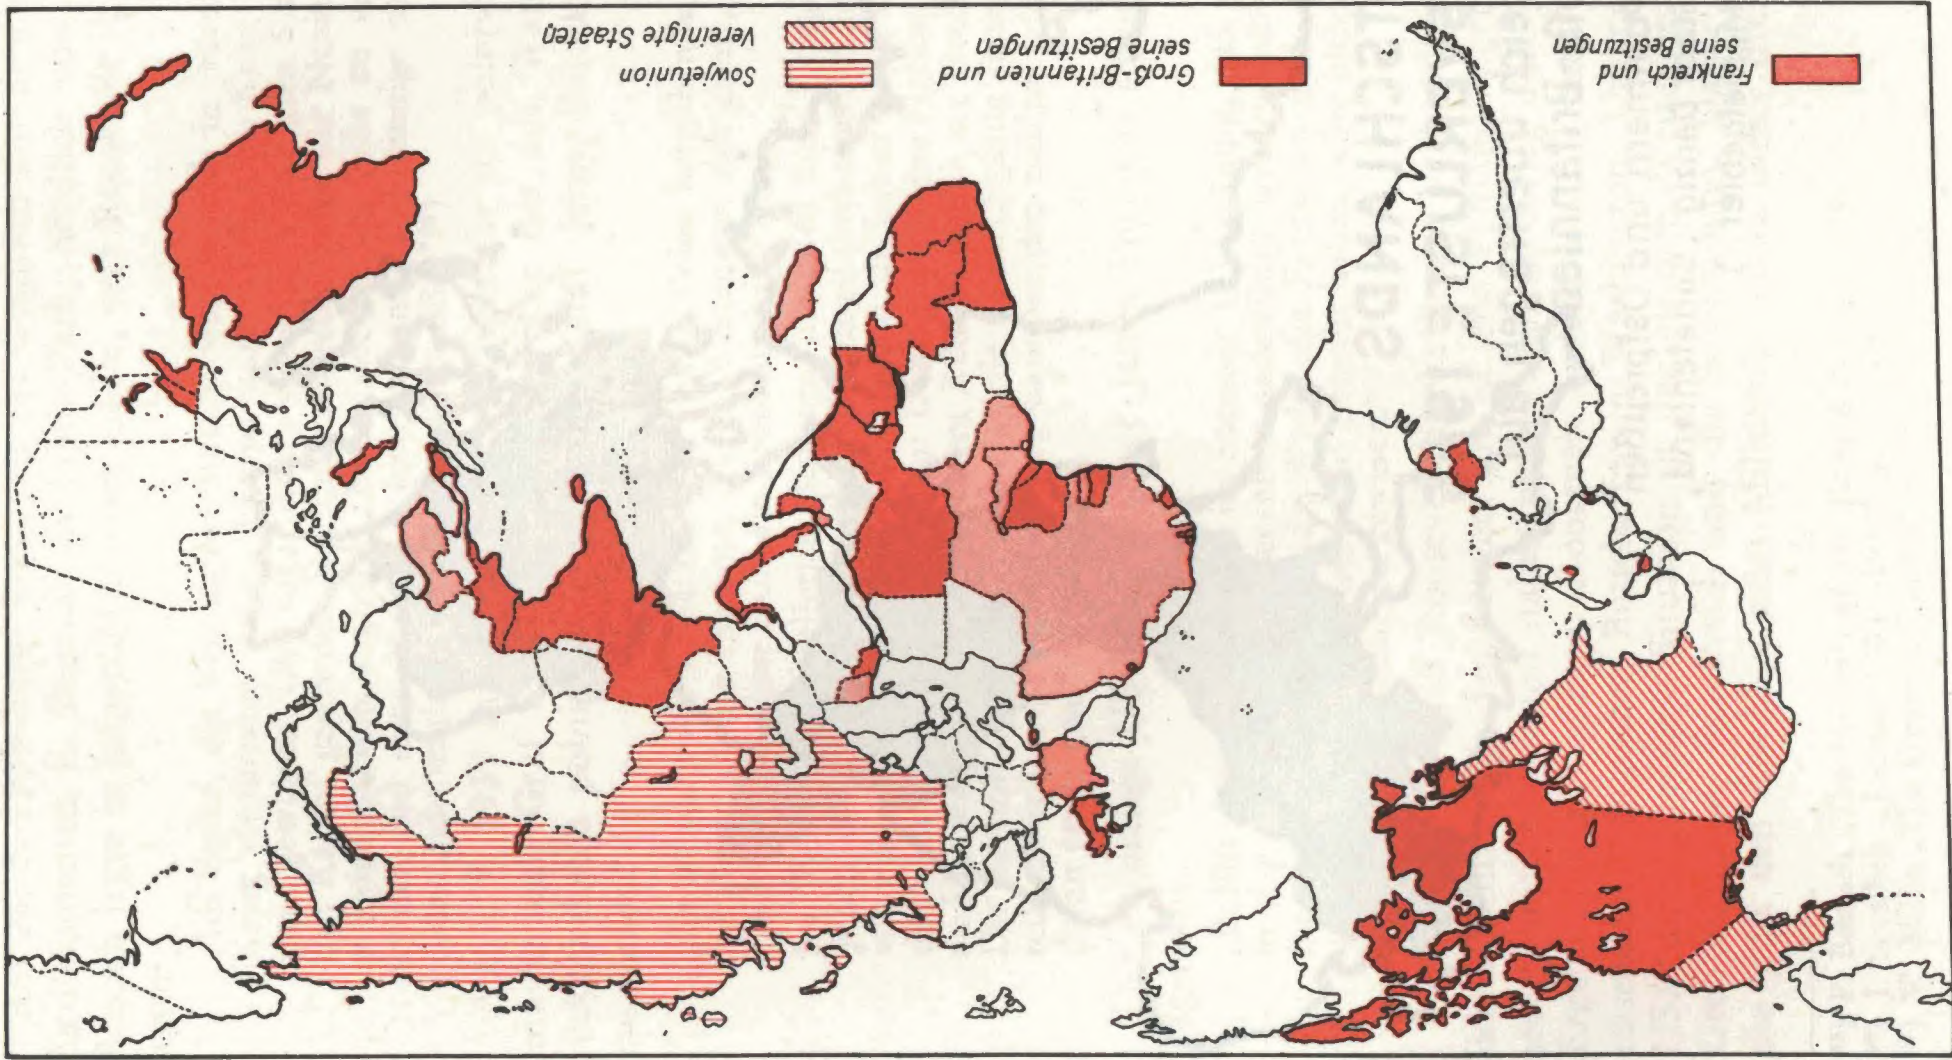 Frankreich und
seine Besitzungen
Groß-Britannien und
seine Besitzungen
Sowjetunion
Vereinigte Staaten